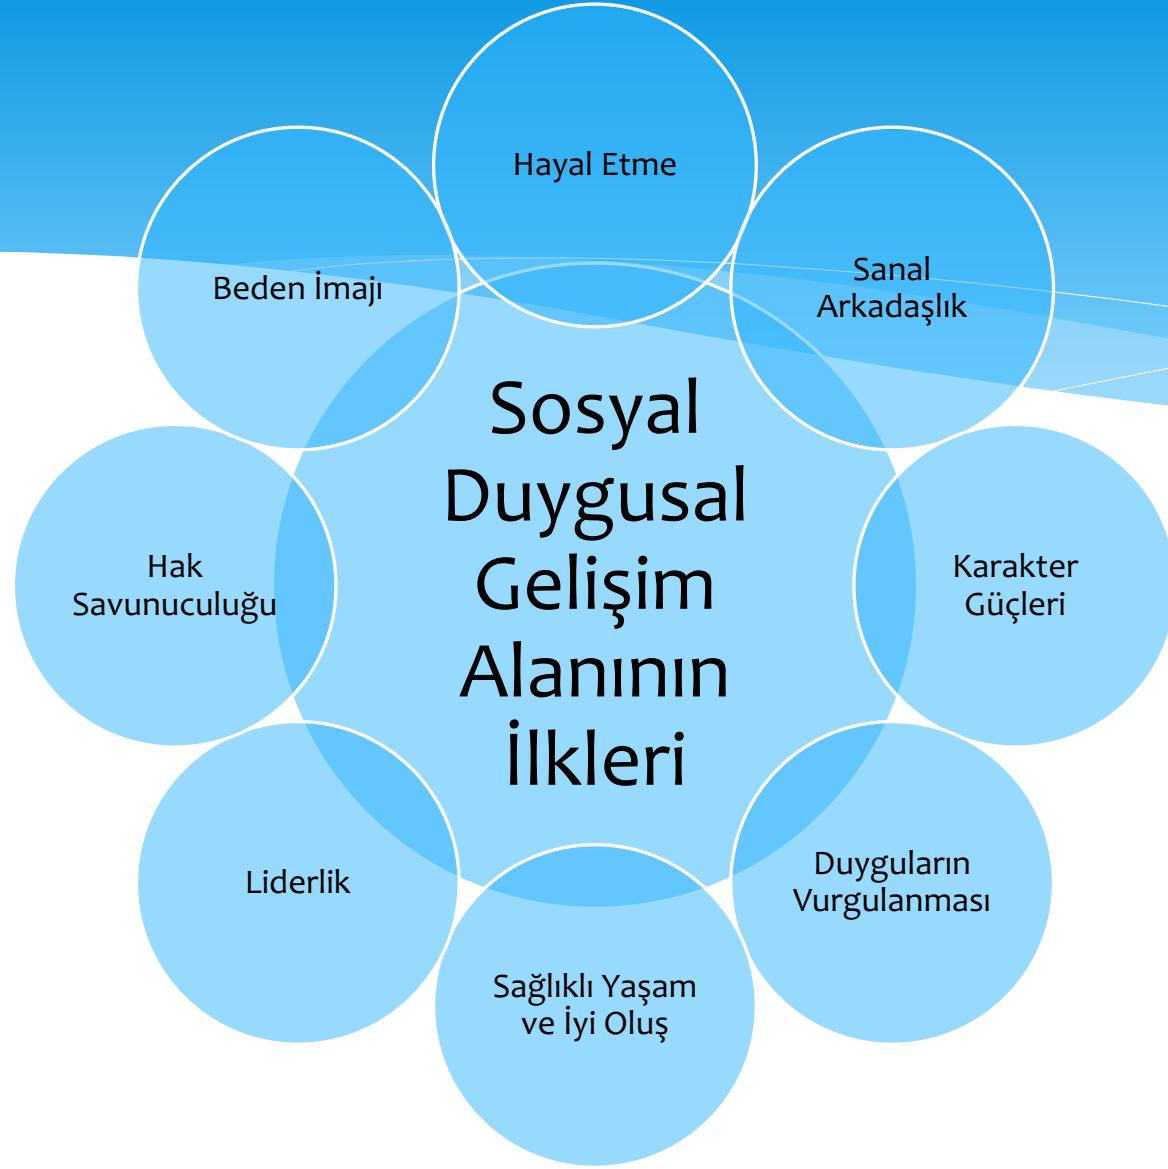 Hayal Etme
Sanal
Arkadaşlık
Karakter
Güçleri
Duyguların
Vurgulanması
Sağlıklı Yaşam
ve İyi Oluş
Liderlik
Hak
Savunuculuğu
Beden İmajı
Sosyal
Duygusal
Gelişim
Alanının
İlkleri